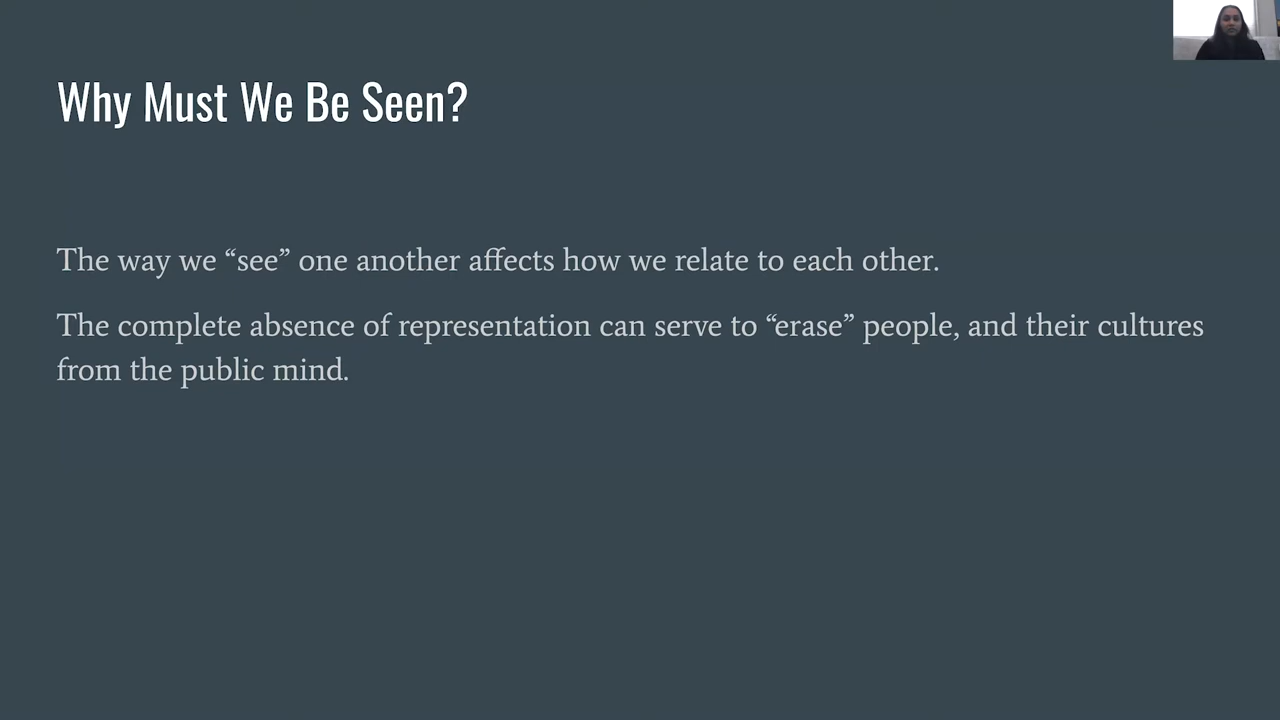 Why Must We Be Seen?
The way we “see” one another affects how we relate to each other.
The complete absence of representation can serve to “erase” people, and their cultures
from the public mind.